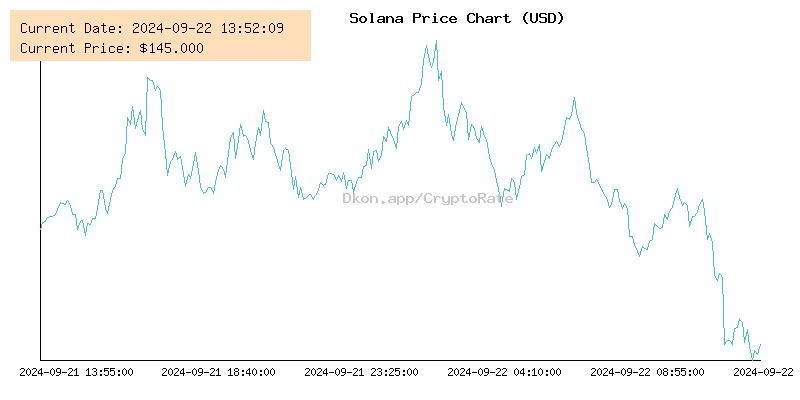 Solana Price Chart (USD)
Current Date: 2024-09-22 13:52:09
Current Price: $145.000
Dkon.app/CryptoRate
2024-09-21 13:55:00 2024-09-21 18:40:00 2024-09-21 23:25:00 2024-09-22 04:10:00 2024-09-22 08:55:00 2024-09-22